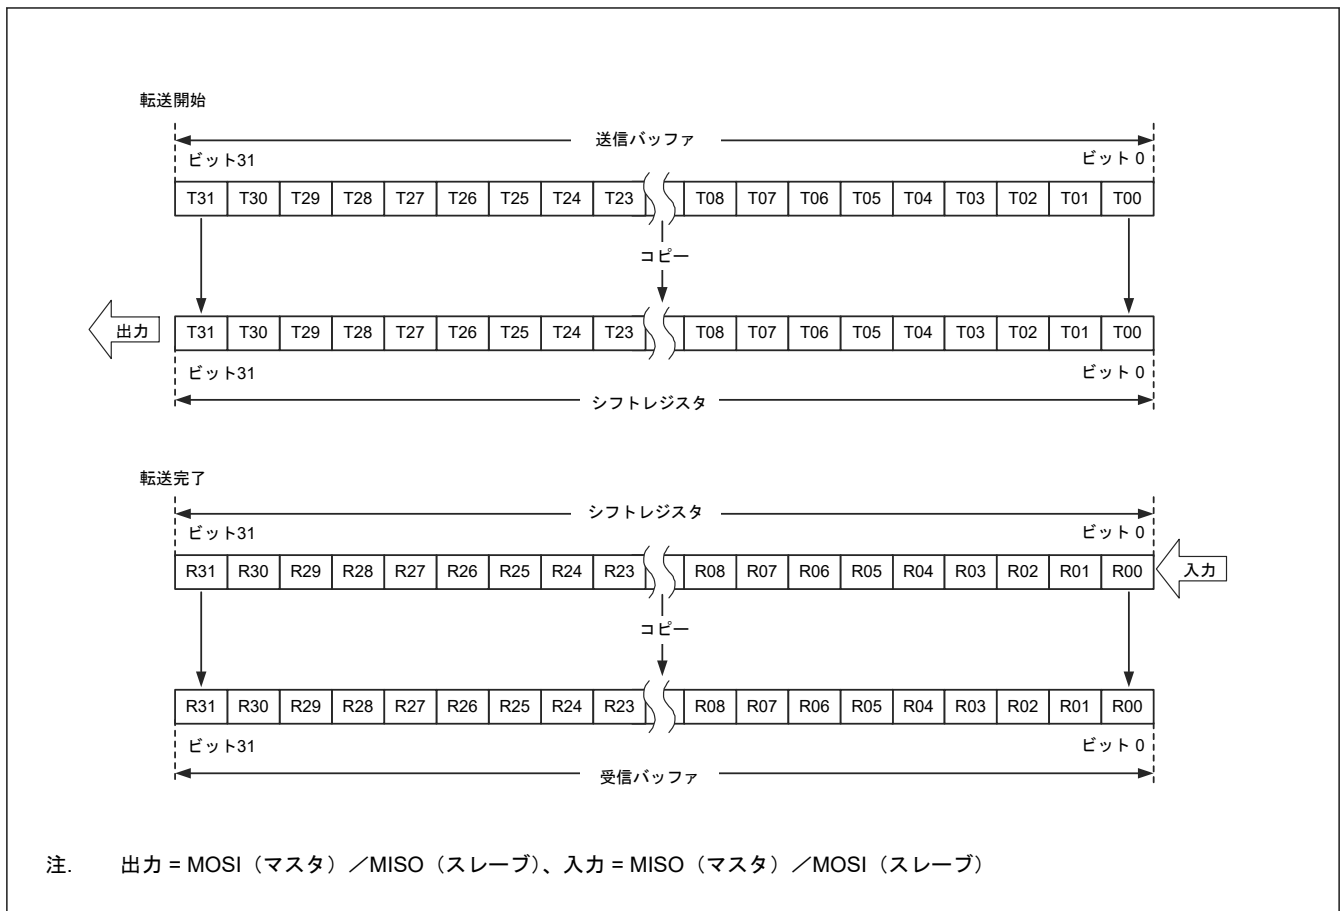 転送開始
送信バッファ
ビット31 ビット 0
T31 T30 T29 T28 T27 T26 T25 T24 T23 T08 T07 T06 T05 T04 T03 T02 T01 T00
コピー
出力 T31 T30 T29 T28 T27 T26 T25 T24 T23 T08 T07 T06 T05 T04 T03 T02 T01 T00
ビット31 ビット 0
シフトレジスタ
転送完了
シフトレジスタ
ビット31 ビット 0
R31 R30 R29 R28 R27 R26 R25 R24 R23 R08 R07 R06 R05 R04 R03 R02 R01 R00 入力
コピー
R31 R30 R29 R28 R27 R26 R25 R24 R23 R08 R07 R06 R05 R04 R03 R02 R01 R00
ビット31 ビット 0
受信バッファ
注. 出力 = MOSI（マスタ）／MISO（スレーブ）、入力 = MISO（マスタ）／MOSI（スレーブ）